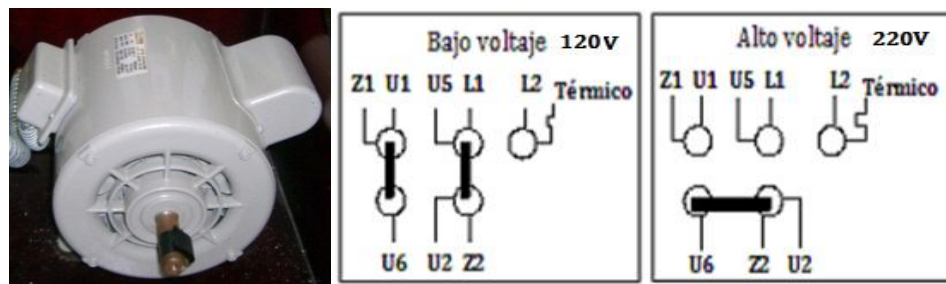 Bajo voltaje 120V
Z1 U1 U5 L1 L2 Térmico
U6 U2 Z2
Alto voltaje 220V
Z1 U1 U5 L1 L2 Térmico
U6 Z2 U2